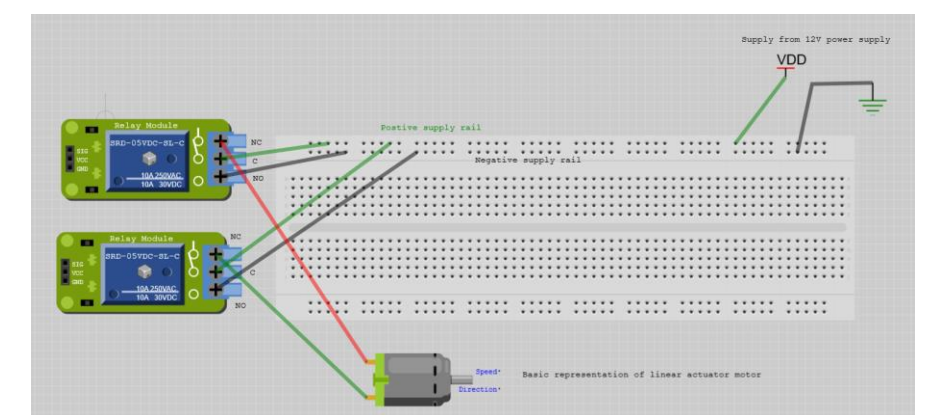 Supply from 12V power supply
VDD
Relay Module
SRD-05VDC-SL-C
SIG
VCC
GND
10A 250VAC
10A 30VDC
NC
C
NO
Postive supply rail
Negative supply rail
Relay Module
SRD-05VDC-SL-C
SIG
VCC
GND
10A 250VAC
10A 30VDC
NC
C
NO
Speed·
Direction·
Basic representation of linear actuator motor